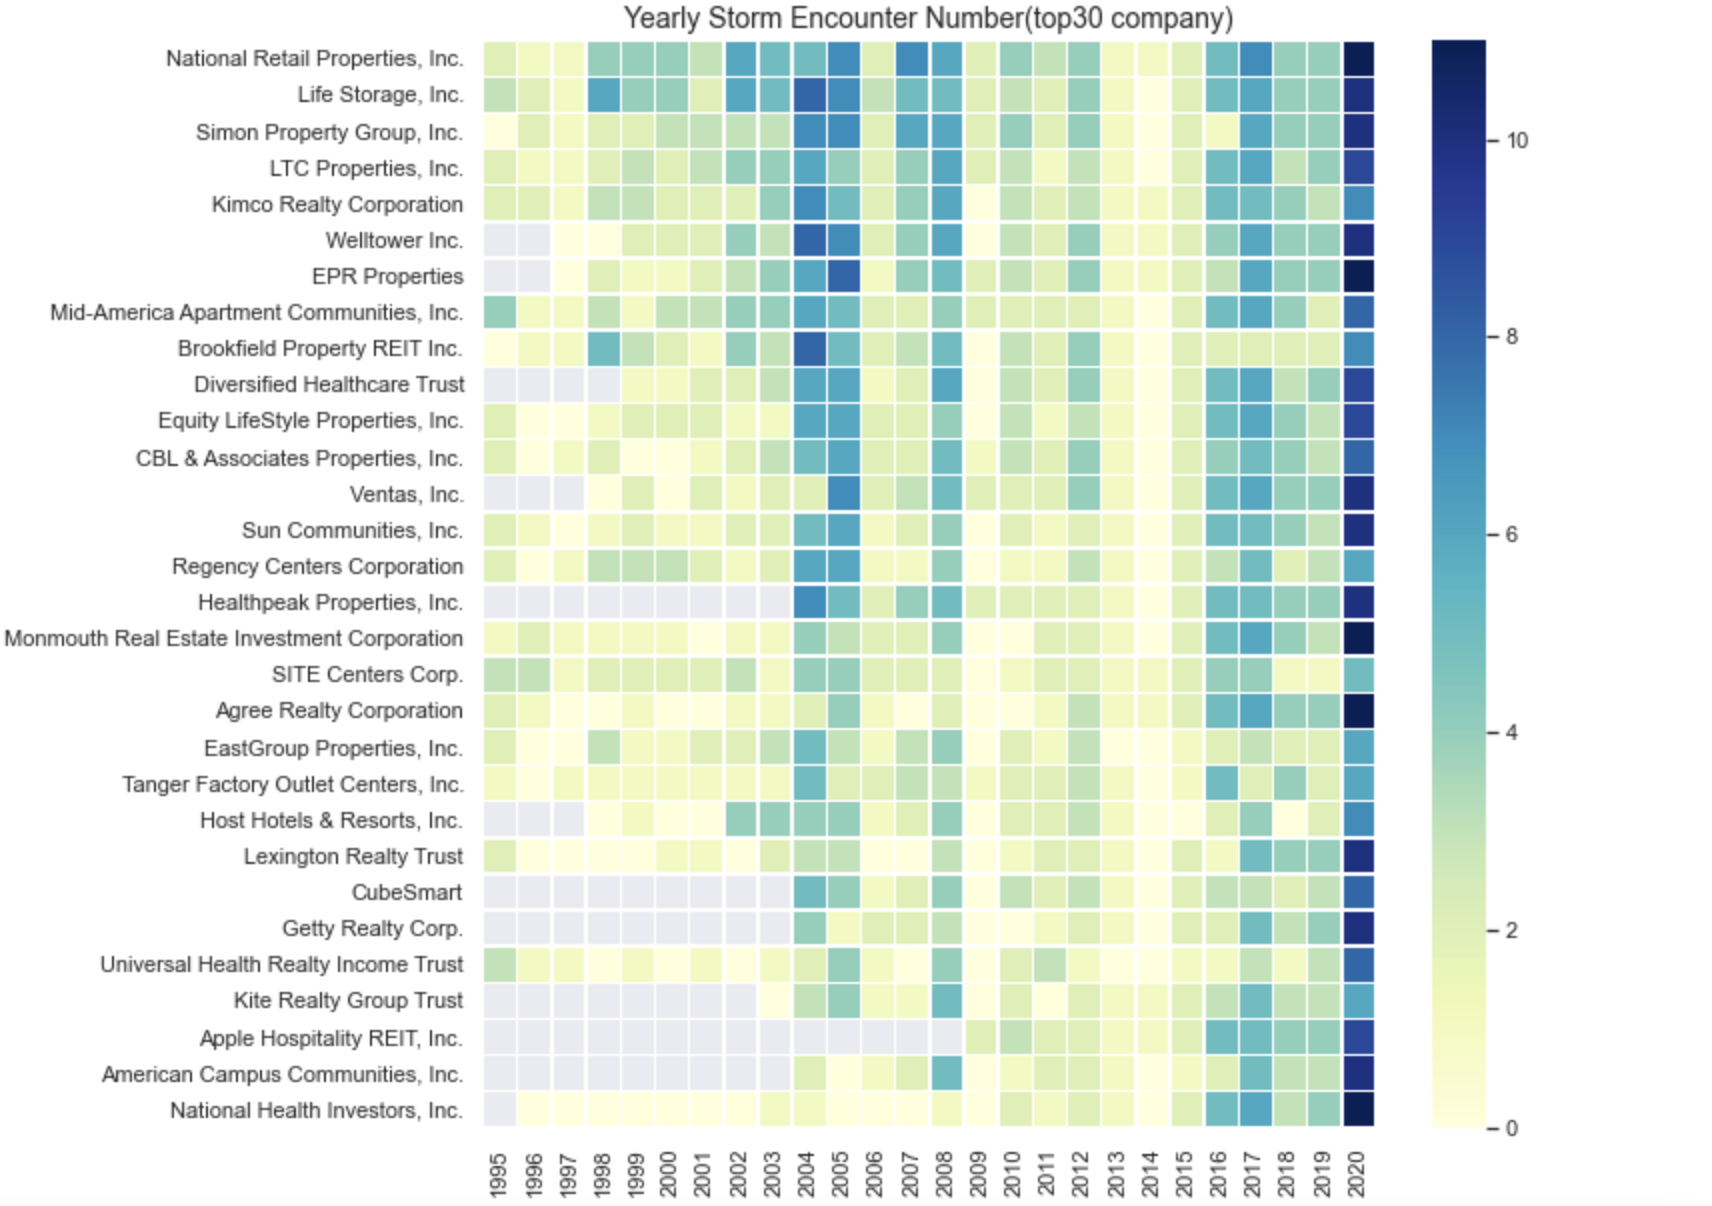 Yearly Storm Encounter Number(top30 company)
National Retail Properties, Inc.
Life Storage, Inc.
Simon Property Group, Inc.
LTC Properties, Inc.
Kimco Realty Corporation
Welltower Inc.
EPR Properties
Mid-America Apartment Communities, Inc.
Brookfield Property REIT Inc.
Diversified Healthcare Trust
Equity LifeStyle Properties, Inc.
CBL & Associates Properties, Inc.
Ventas, Inc.
Sun Communities, Inc.
Regency Centers Corporation
Healthpeak Properties, Inc.
Monmouth Real Estate Investment Corporation
SITE Centers Corp.
Agree Realty Corporation
EastGroup Properties, Inc.
Tanger Factory Outlet Centers, Inc.
Host Hotels & Resorts, Inc.
Lexington Realty Trust
CubeSmart
Getty Realty Corp.
Universal Health Realty Income Trust
Kite Realty Group Trust
Apple Hospitality REIT, Inc.
American Campus Communities, Inc.
National Health Investors, Inc.
1995 1996 1997 1998 1999 2000 2001 2002 2003 2004 2005 2006 2007 2008 2009 2010 2011 2012 2013 2014 2015 2016 2017 2018 2019 2020
10
8
6
4
2
0